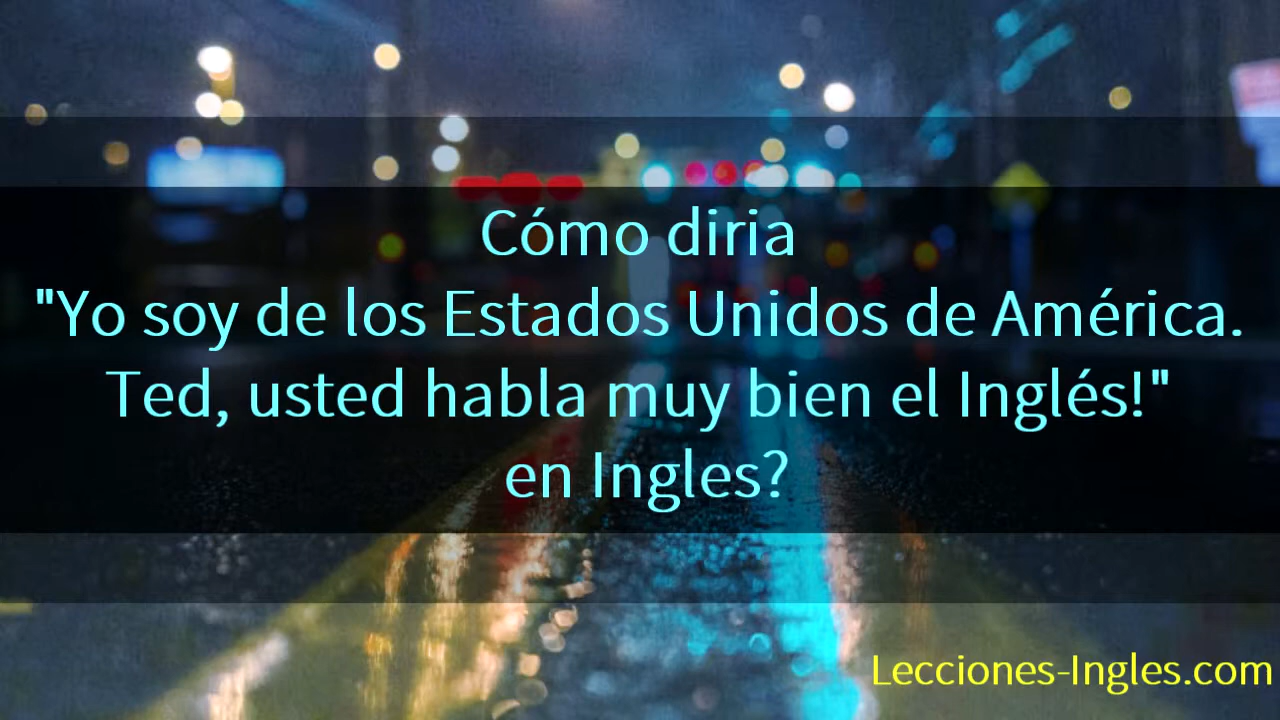 Cómo diria
"Yo soy de los Estados Unidos de América.
Ted, usted habla muy bien el Inglés!"
en Ingles?
Lecciones-Ingles.com